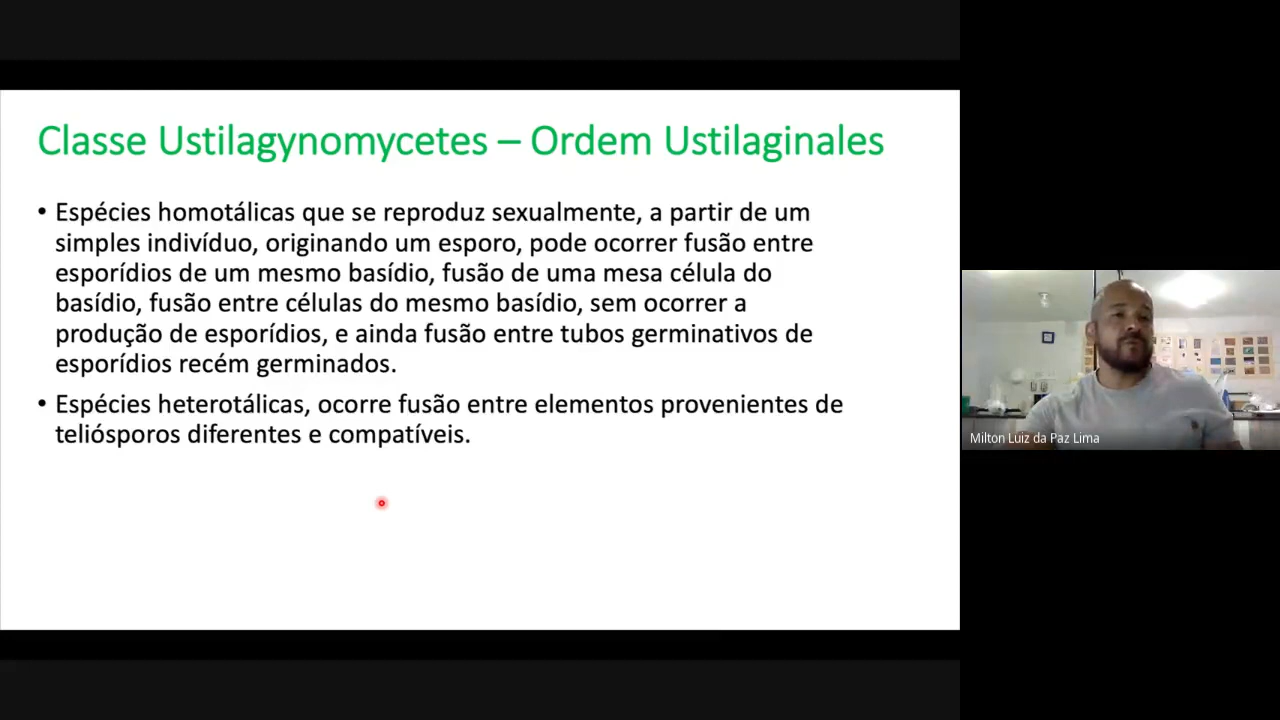 Classe Ustilagynomycetes – Ordem Ustilaginales
• Espécies homotálicas que se reproduz sexualmente, a partir de um
simples indivíduo, originando um esporo, pode ocorrer fusão entre
esporídios de um mesmo basídio, fusão de uma mesa célula do
basídio, fusão entre células do mesmo basídio, sem ocorrer a
produção de esporídios, e ainda fusão entre tubos germinativos de
esporídios recém germinados.
• Espécies heterotálicas, ocorre fusão entre elementos provenientes de
teliósporos diferentes e compatíveis.
Milton Luiz da Paz Lima